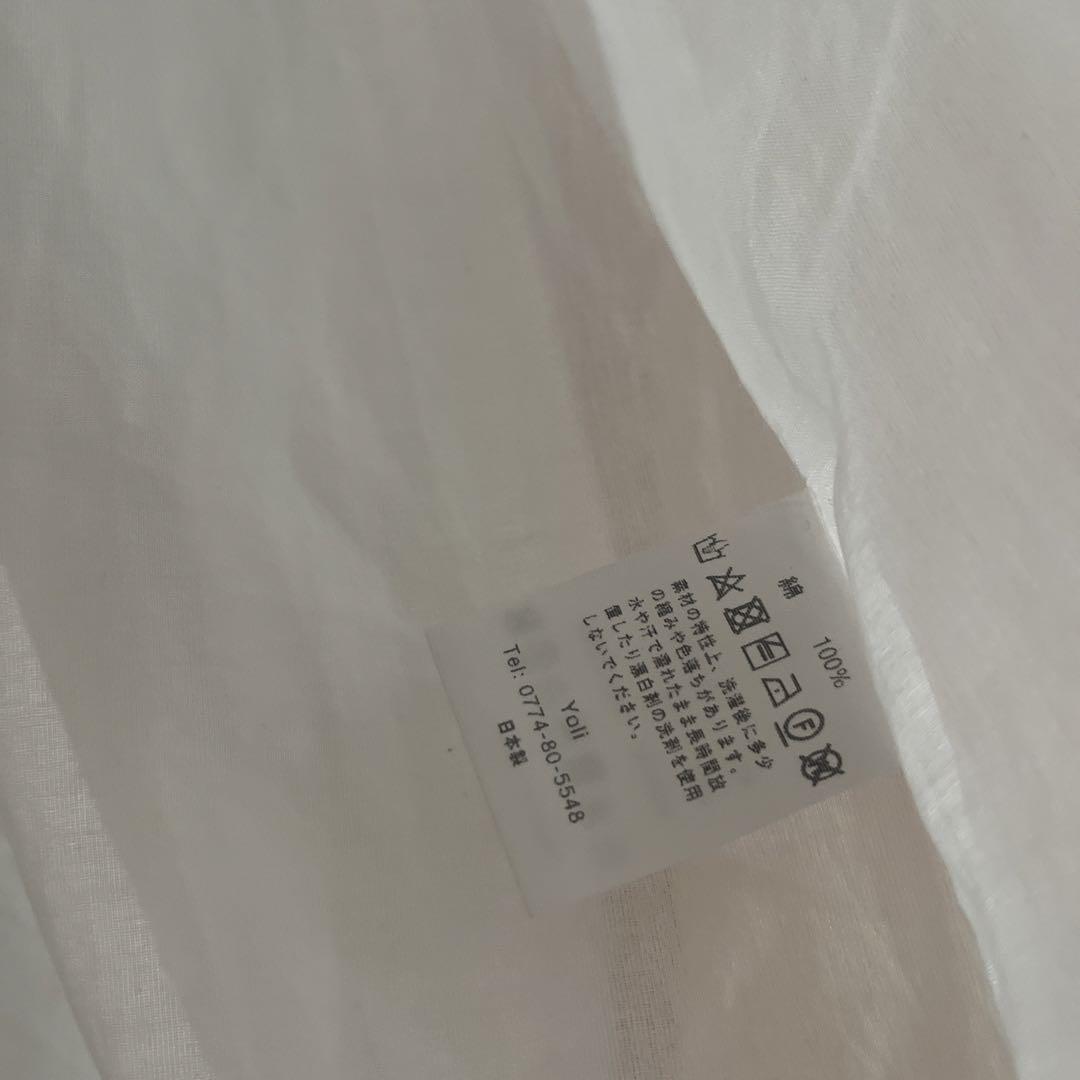 綿 100%
素材の特性上、洗濯後に多少
の縮みや色落ちがあります。
水や汗で濡れたまま長時間放
置したり漂白剤の洗剤を使用
しないでください。
Yoli
Tel: 0774-80-5548
日本製